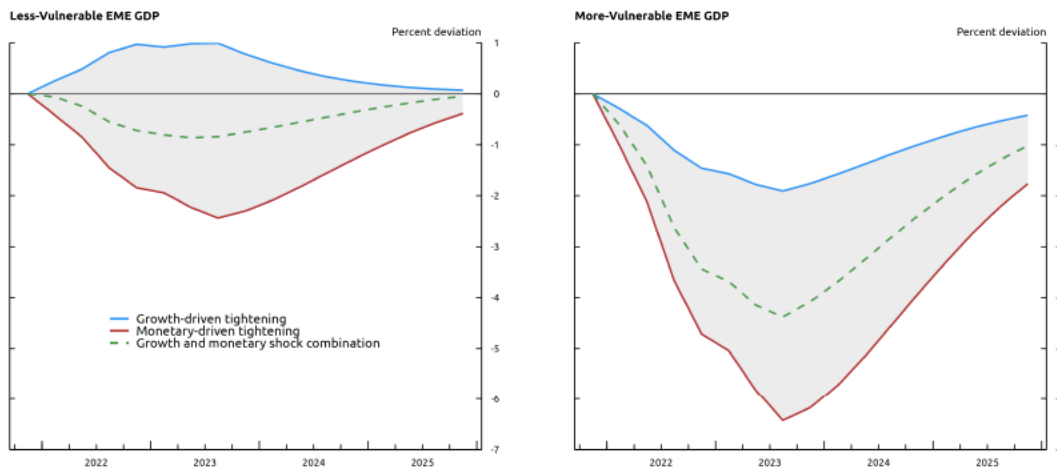 Less-Vulnerable EME GDP
Percent deviation
1
0
-1
-2
-3
-4
-5
-6
-7
Growth-driven tightening
Monetary-driven tightening
Growth and monetary shock combination
2022 2023 2024 2025
More-Vulnerable EME GDP
Percent deviation
2022 2023 2024 2025